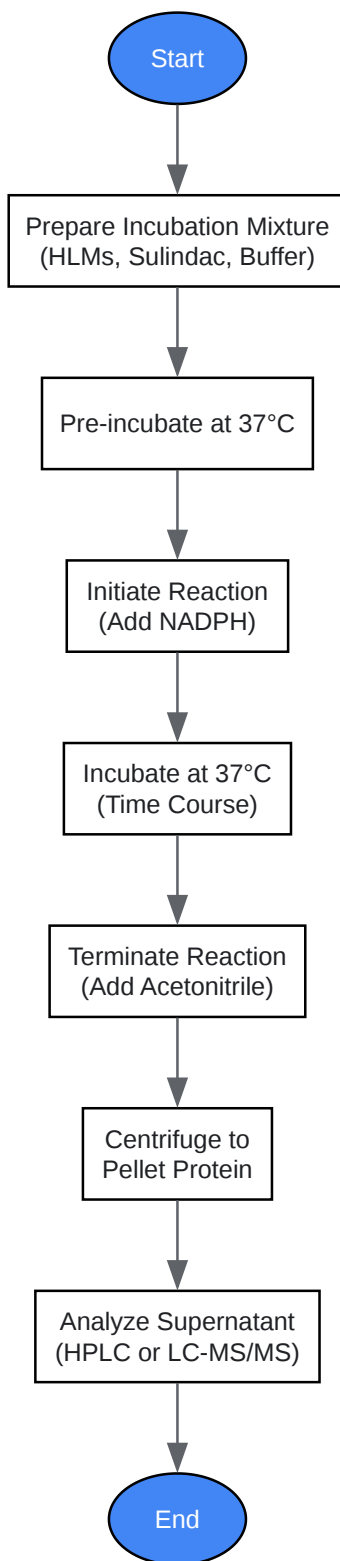 Start
Prepare Incubation Mixture
(HLMs, Sulindac, Buffer)
Pre-incubate at 37°C
Initiate Reaction
(Add NADPH)
Incubate at 37°C
(Time Course)
Terminate Reaction
(Add Acetonitrile)
Centrifuge to
Pellet Protein
Analyze Supernatant
(HPLC or LC-MS/MS)
End